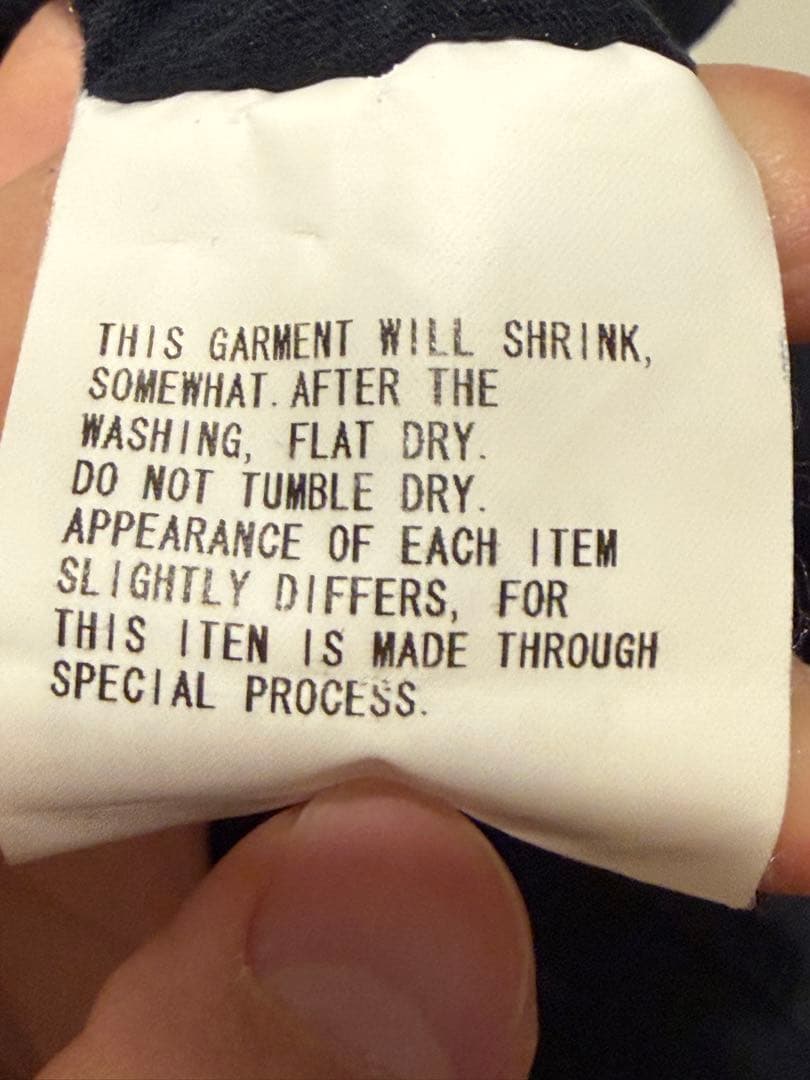 THIS GARMENT WILL SHRINK,
SOMEWHAT. AFTER THE
WASHING, FLAT DRY.
DO NOT TUMBLE DRY.
APPEARANCE OF EACH ITEM
SLIGHTLY DIFFERS, FOR
THIS ITEN IS MADE THROUGH
SPECIAL PROCESS.